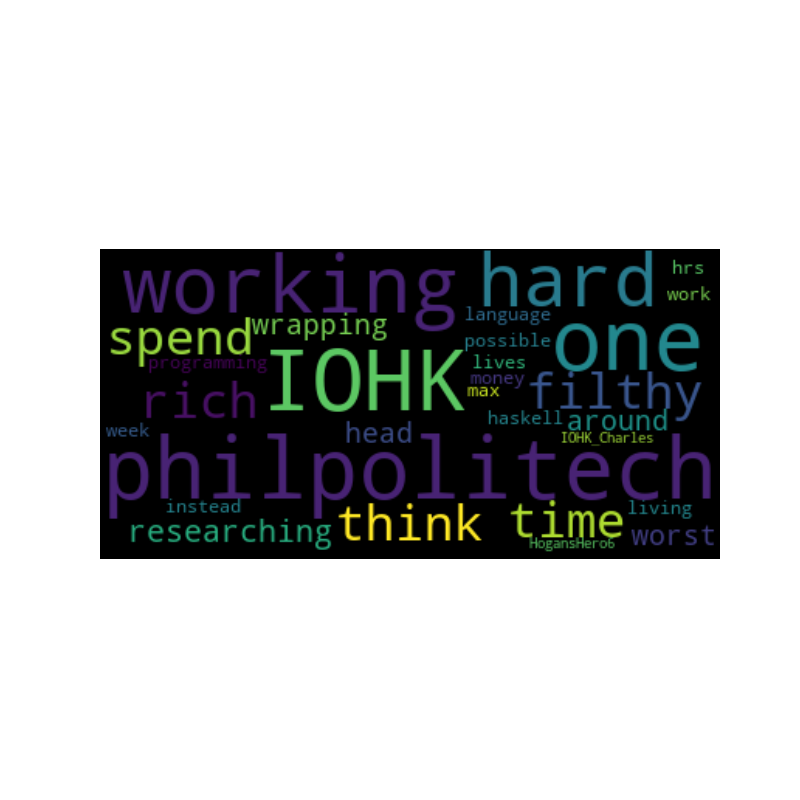 working hard hrs
work
spend wrapping language
one
possible
programming IOHK lives
rich money filthy
max
haskell around
week head IOHK_Charles
philpolitech
instead think time living
researching worst
HogansHero6